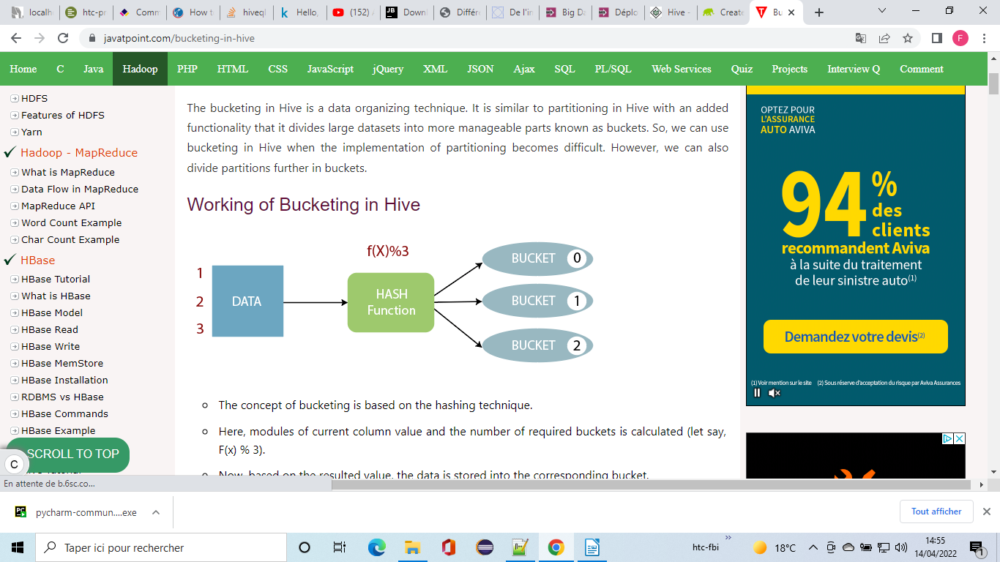 localh
htc-pr
Comm
How t
hiveql
Hello,
(152) A
Downl
Différe
De l'in
Big Da
Déplo
Hive -
Create
Bu
javatpoint.com/bucketing-in-hive
F
Home C Java Hadoop PHP HTML CSS JavaScript jQuery XML JSON Ajax SQL PL/SQL Web Services Quiz Projects Interview Q Comment
HDFS
Features of HDFS
Yarn
Hadoop - MapReduce
What is MapReduce
Data Flow in MapReduce
MapReduce API
Word Count Example
Char Count Example
HBase
HBase Tutorial
What is HBase
HBase Model
HBase Read
HBase Write
HBase MemStore
HBase Installation
RDBMS vs HBase
HBase Commands
HBase Example
SCROLL TO TOP
C
The bucketing in Hive is a data organizing technique. It is similar to partitioning in Hive with an added
functionality that it divides large datasets into more manageable parts known as buckets. So, we can use
bucketing in Hive when the implementation of partitioning becomes difficult. However, we can also
divide partitions further in buckets.
Working of Bucketing in Hive
f(X)%3
1
2
3
DATA
HASH
Function
BUCKET 0
BUCKET 1
BUCKET 2
The concept of bucketing is based on the hashing technique.
Here, modules of current column value and the number of required buckets is calculated (let say,
F(x) % 3).
Now, based on the resulted value, the data is stored into the corresponding bucket.
OPTEZ POUR
L'ASSURANCE
AUTO AVIVA
94%
des
clients
recommandent Aviva
à la suite du traitement
de leur sinistre auto(1)
Demandez votre devis(2)
(1) Voir mention sur le site (2) Sous réserve d'acceptation du risque par Aviva Assurances
En attente de b.6sc.co...
pycharm-commun....exe
Tout afficher
Taper ici pour rechercher
htc-fbi
18°C
14:55
14/04/2022
1